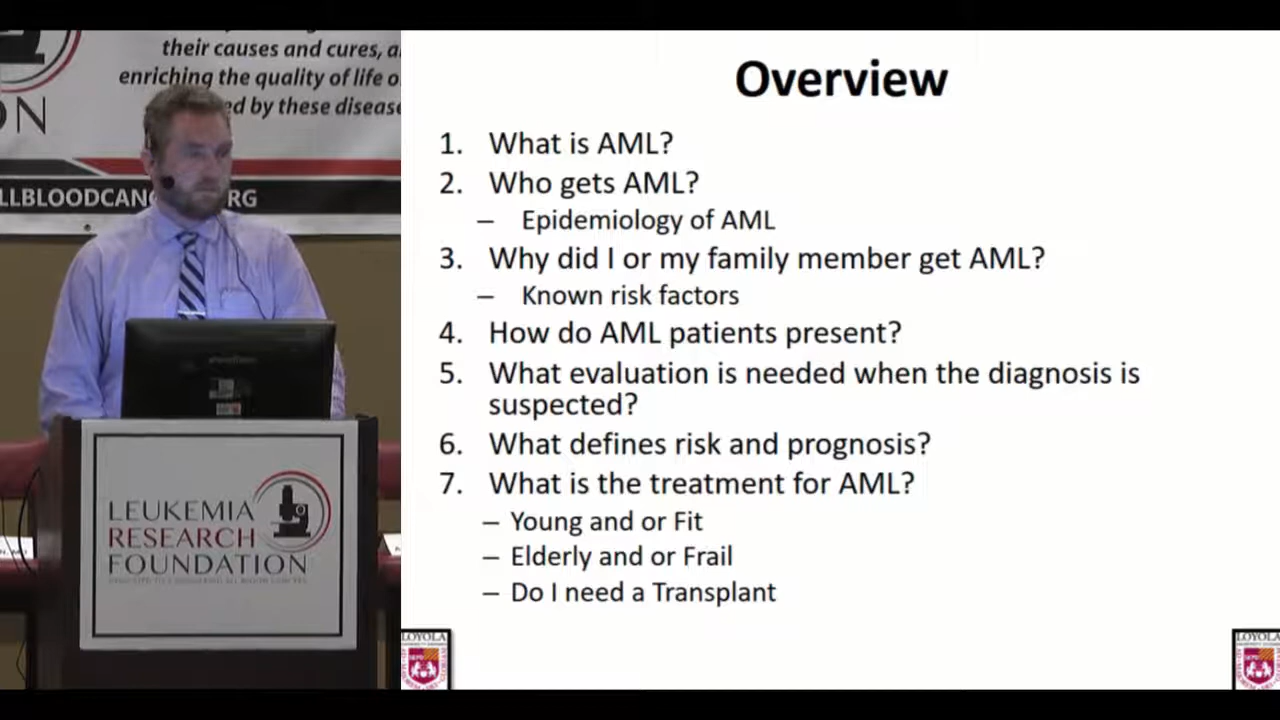 their causes and cures, a
enriching the quality of life o
ed by these disease
ON
LLBLOODCAN RG
LEUKEMIA
RESEARCH
FOUNDATION
Overview
1. What is AML?
2. Who gets AML?
– Epidemiology of AML
3. Why did I or my family member get AML?
– Known risk factors
4. How do AML patients present?
5. What evaluation is needed when the diagnosis is
suspected?
6. What defines risk and prognosis?
7. What is the treatment for AML?
– Young and or Fit
– Elderly and or Frail
– Do I need a Transplant
LOYOLA
LOYOLA